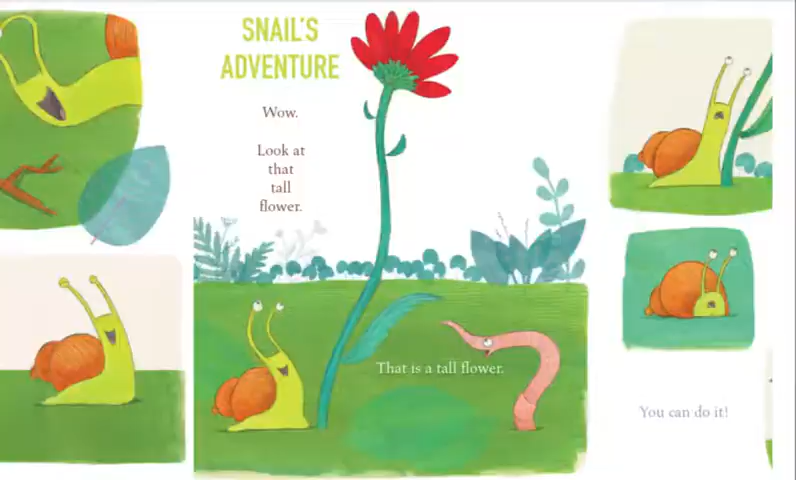 SNAIL'S
ADVENTURE
Wow.
Look at
that
tall
flower.
That is a tall flower.
You can do it!